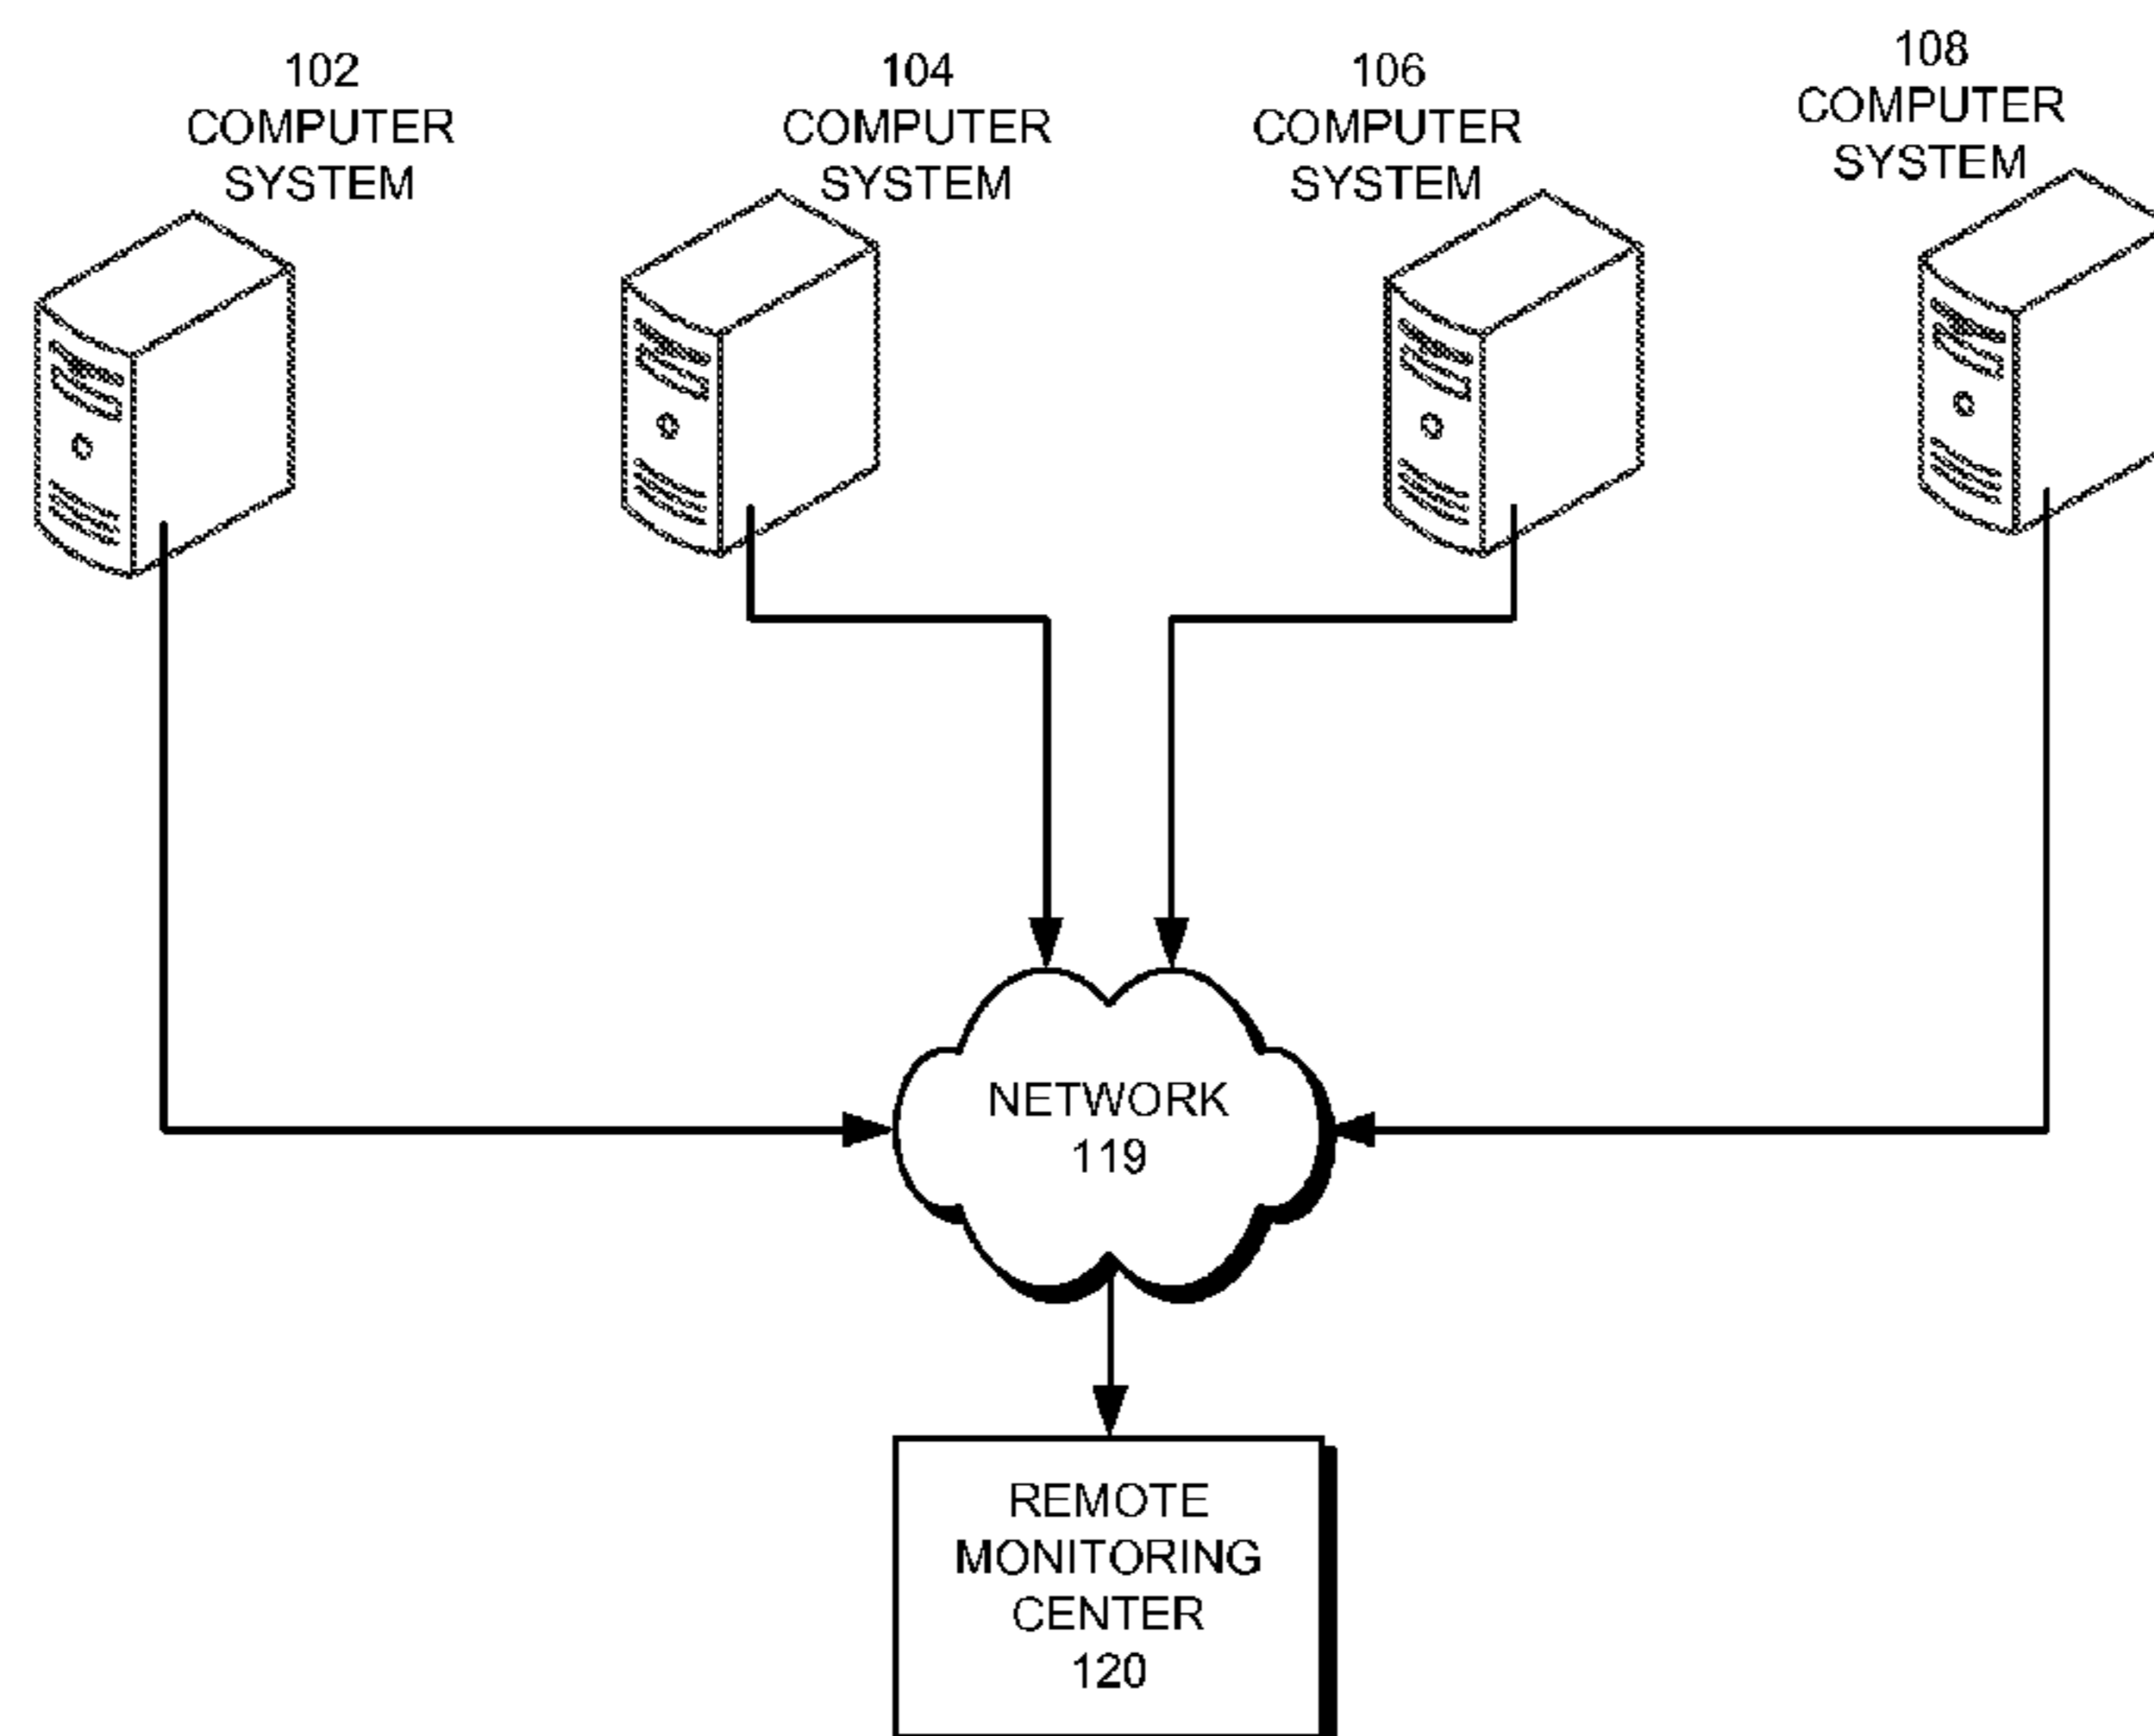 102
COMPUTER
SYSTEM
104
COMPUTER
SYSTEM
106
COMPUTER
SYSTEM
108
COMPUTER
SYSTEM
NETWORK
119
REMOTE
MONITORING
CENTER
120